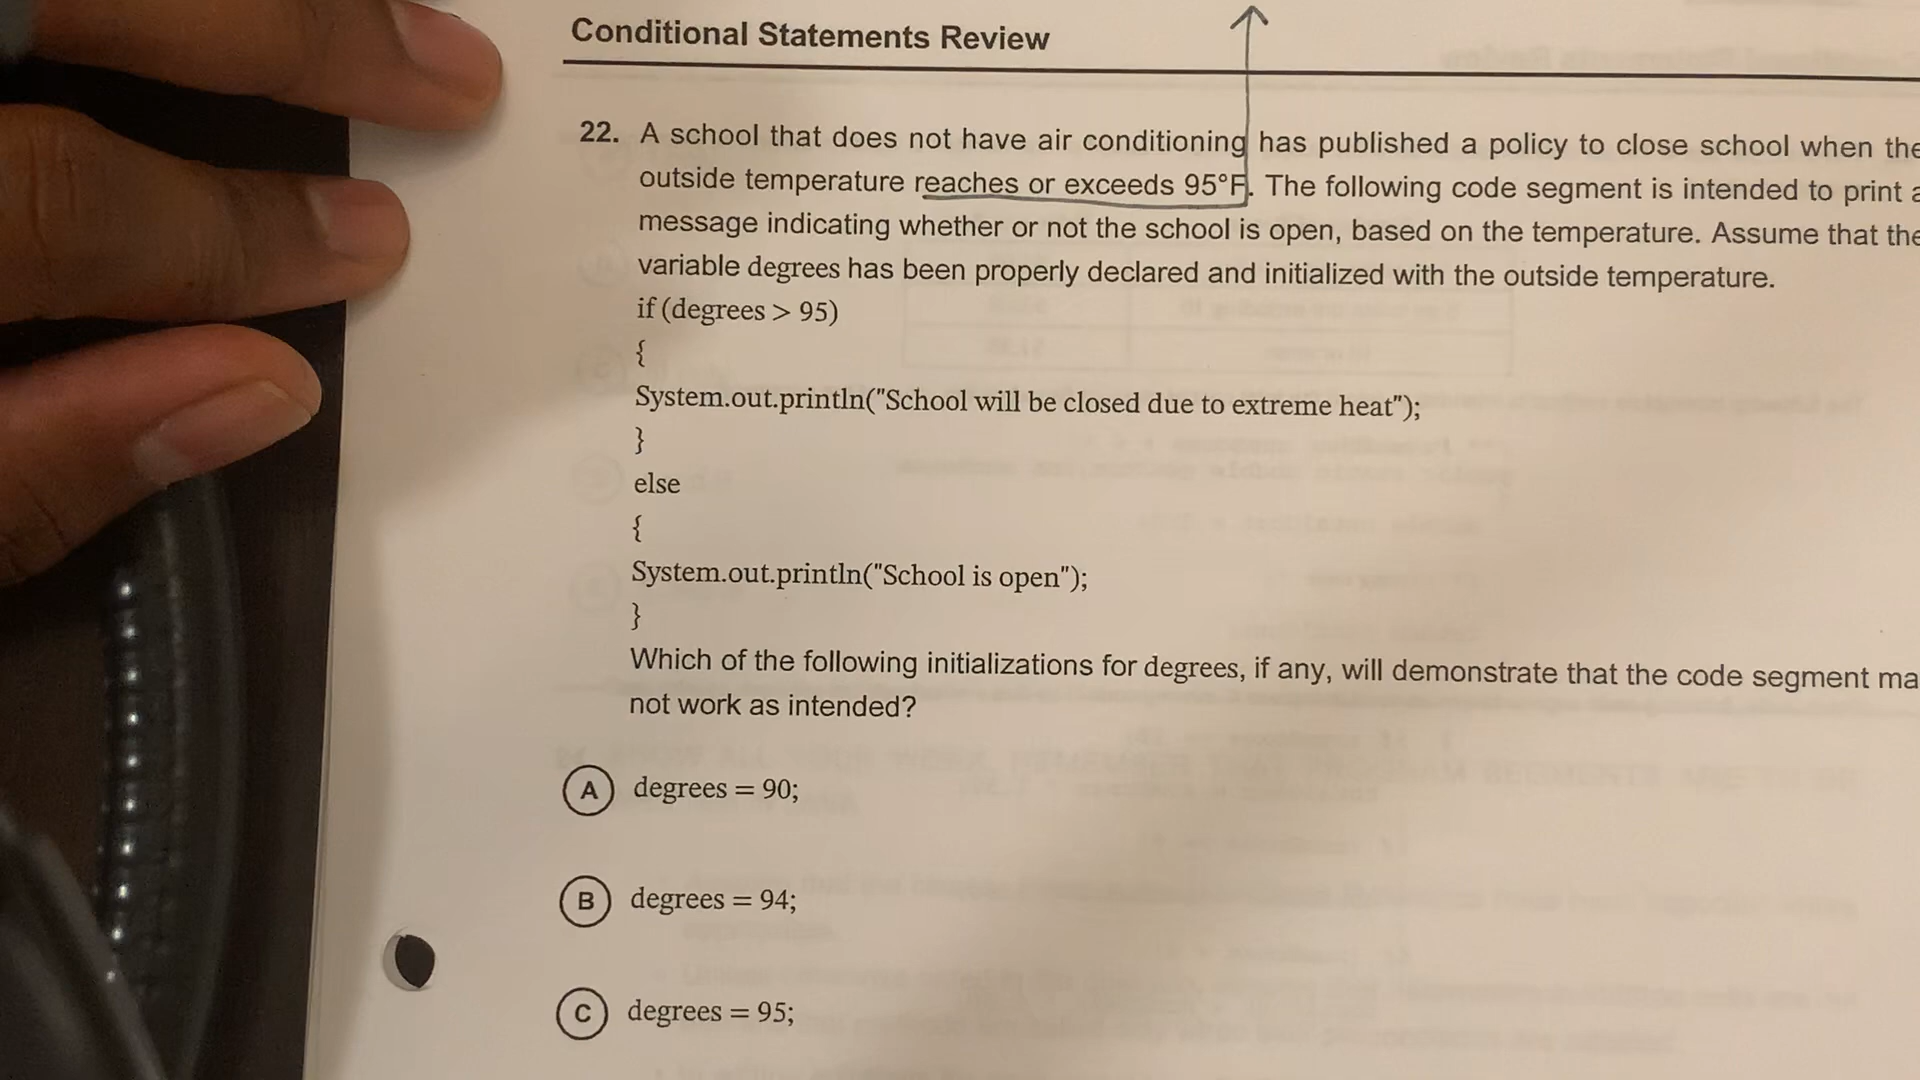 Conditional Statements Review
22. A school that does not have air conditioning has published a policy to close school when the
outside temperature reaches or exceeds 95°F. The following code segment is intended to print a
message indicating whether or not the school is open, based on the temperature. Assume that the
variable degrees has been properly declared and initialized with the outside temperature.
if (degrees > 95)
{
System.out.println("School will be closed due to extreme heat");
}
else
{
System.out.println("School is open");
}
Which of the following initializations for degrees, if any, will demonstrate that the code segment ma
not work as intended?
A degrees = 90;
B degrees = 94;
C degrees = 95;